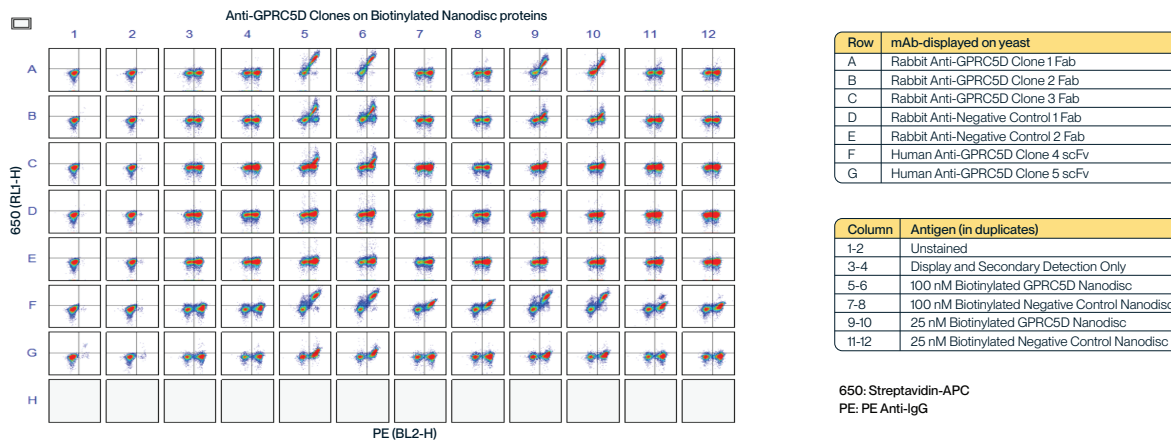 Anti-GPRC5D Clones on Biotinylated Nanodisc proteins
1 2 3 4 5 6 7 8 9 10 11 12
A
B
C
D
E
F
G
H
650 (RL1-H)
PE (BL2-H)
Row mAb-displayed on yeast
A Rabbit Anti-GPRC5D Clone 1 Fab
B Rabbit Anti-GPRC5D Clone 2 Fab
C Rabbit Anti-GPRC5D Clone 3 Fab
D Rabbit Anti-Negative Control 1 Fab
E Rabbit Anti-Negative Control 2 Fab
F Human Anti-GPRC5D Clone 4 scFv
G Human Anti-GPRC5D Clone 5 scFv
Column Antigen (in duplicates)
1-2 Unstained
3-4 Display and Secondary Detection Only
5-6 100 nM Biotinylated GPRC5D Nanodisc
7-8 100 nM Biotinylated Negative Control Nanodisc
9-10 25 nM Biotinylated GPRC5D Nanodisc
11-12 25 nM Biotinylated Negative Control Nanodisc
650: Streptavidin-APC
PE: PE Anti-IgG